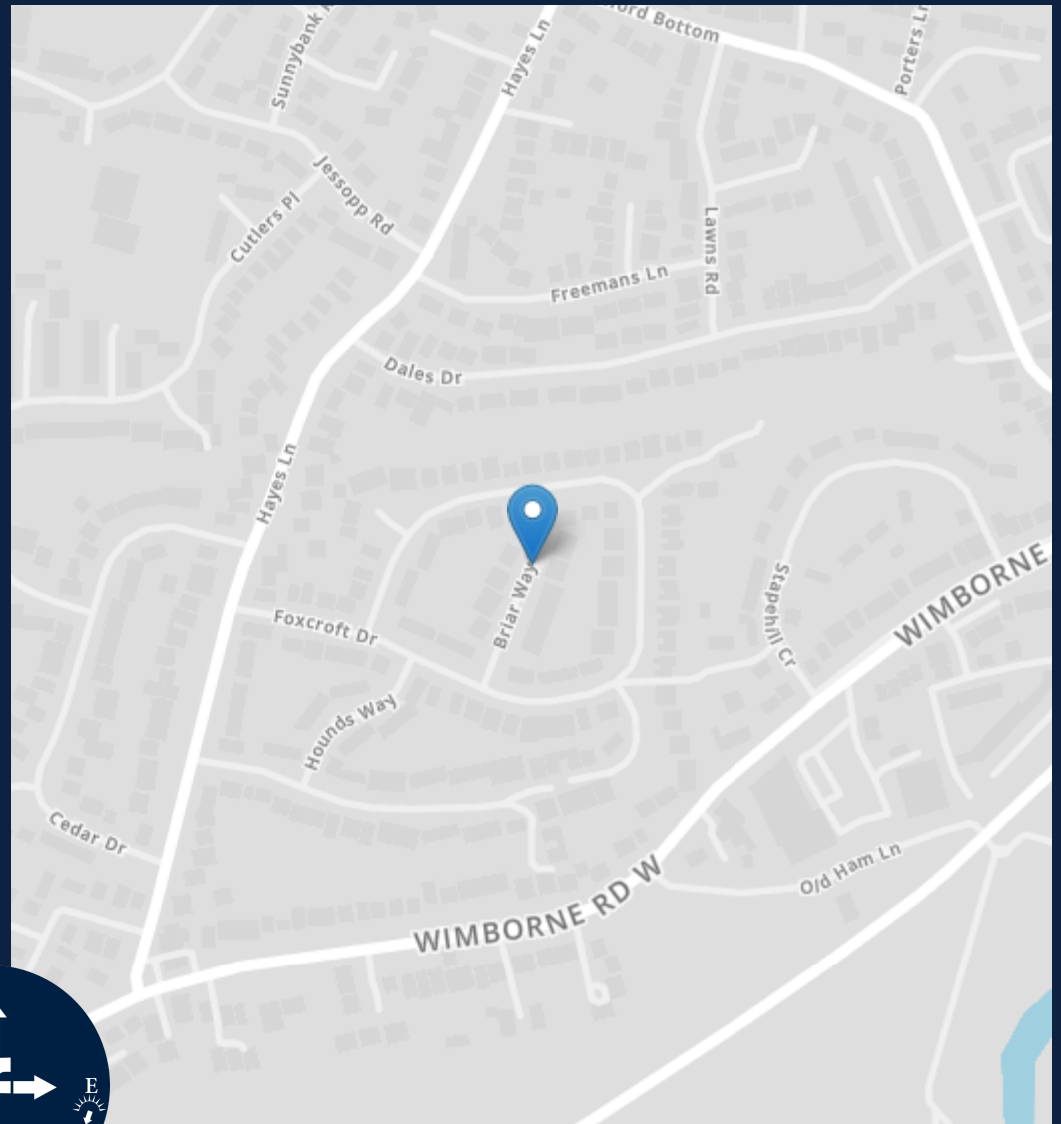 Sunnybank
Hayes Ln
ord Bottom
Porters Ln
Jessopp Rd
Cutlers Pl
Lawns Rd
Freemans Ln
Dales Dr
Hayes Ln
Briar Way
Foxcroft Dr
Stapehill Cr
WIMBORNE
Hounds Way
Cedar Dr
Old Ham Ln
WIMBORNE RD W
E